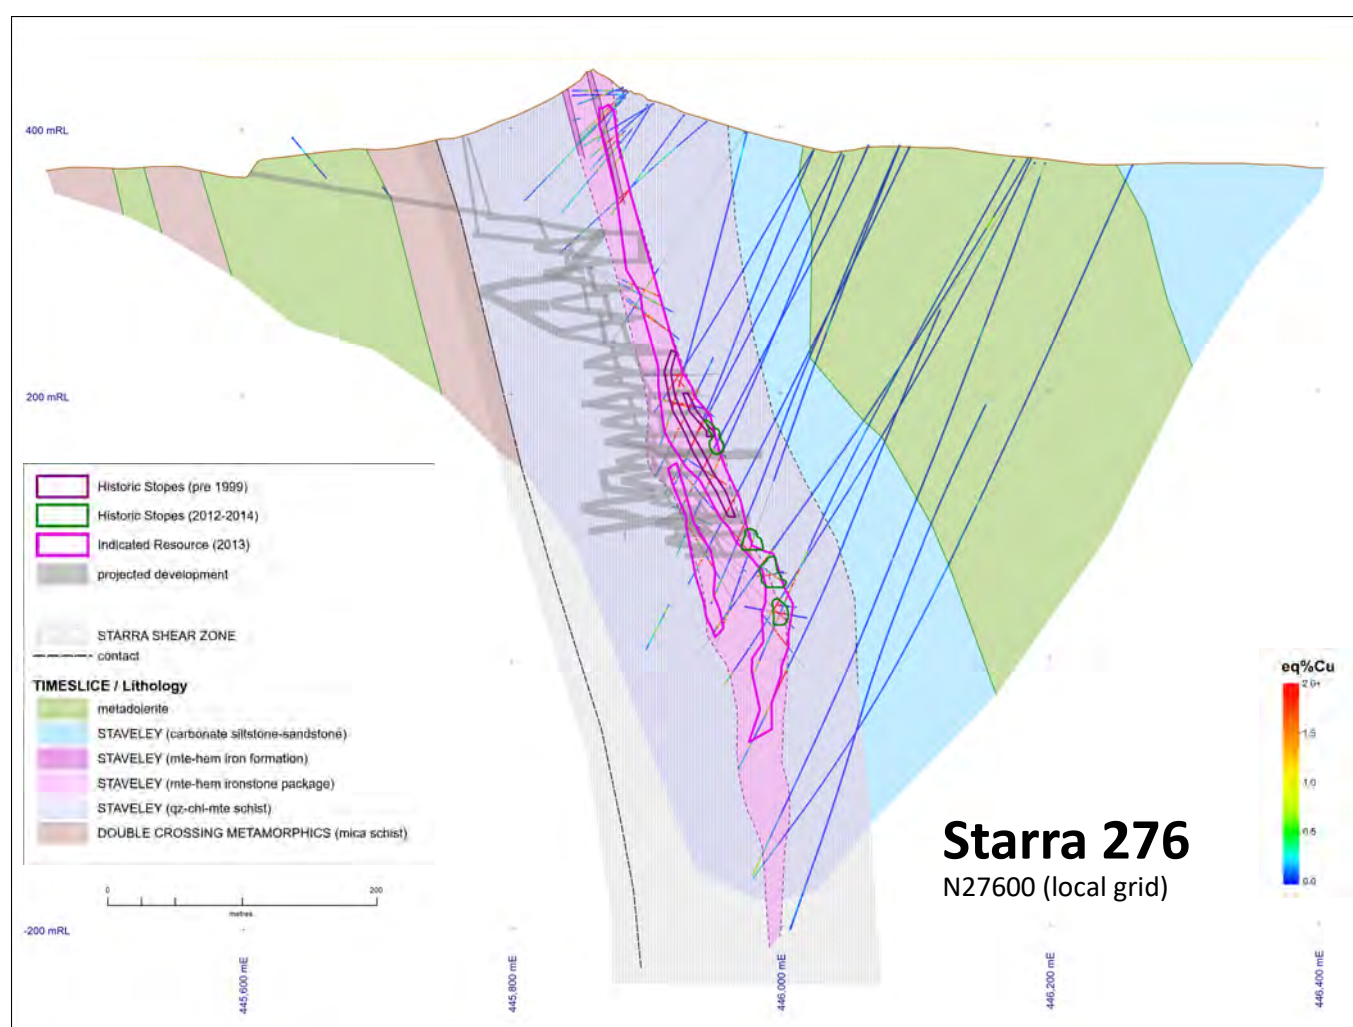 400 mRL
200 mRL
Historic Stopes (pre 1999)
Historic Stopes (2012-2014)
Indicated Resource (2013)
projected development
STARRA SHEAR ZONE
contact
TIMESLICE / Lithology
metadolerite
STAVELEY (carbonate siltstone-sandstone)
STAVELEY (mte-hem iron formation)
STAVELEY (mte-hem ironstone package)
STAVELEY (qz-chl-mte schist)
DOUBLE CROSSING METAMORPHICS (mica schist)
0 200
metres
eq%Cu
2.0+
1.5
1.0
0.5
0.0
Starra 276
N27600 (local grid)
-200 mRL
445,600 mE
445,800 mE
446,000 mE
446,200 mE
446,400 mE